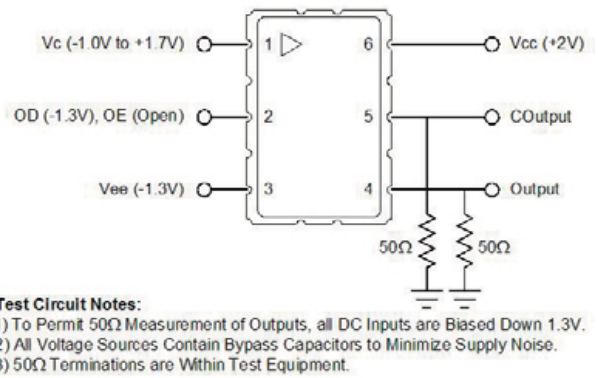 Vc (-1.0V to +1.7V) 1 6 Vcc (+2V)
OD (-1.3V), OE (Open) 2 5 COutput
Vee (-1.3V) 3 4 Output
50Ω 50Ω
Test Circuit Notes:
1) To Permit 50Ω Measurement of Outputs, all DC Inputs are Biased Down 1.3V.
2) All Voltage Sources Contain Bypass Capacitors to Minimize Supply Noise.
3) 50Ω Terminations are Within Test Equipment.